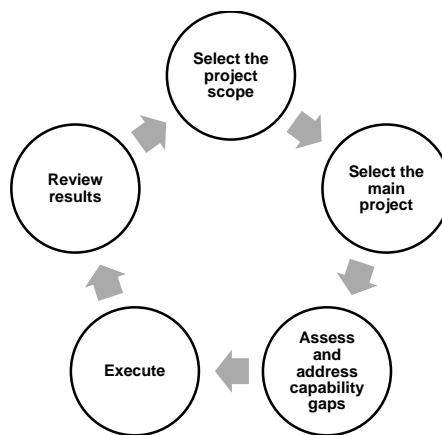 Select the
project
scope
Select the
main
project
Assess
and
address
capability
gaps
Execute
Review
results